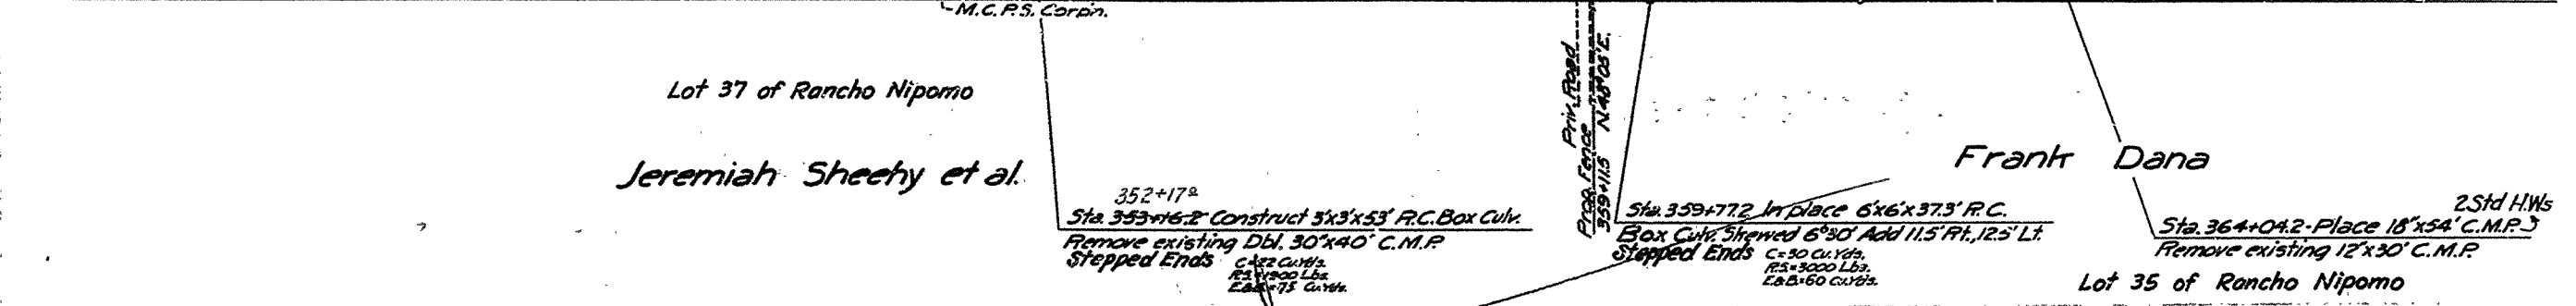 M.C.P.S. Corp'n.
Lot 37 of Rancho Nipomo
Jeremiah Sheehy et al.
352+17²
Sta. 353+16.2 Construct 3'x3'x53' R.C. Box Culv.
Remove existing Dbl. 30"x40' C.M.P.
Stepped Ends
C=22 Cu.Yds.
R.S.=1900 Lbs.
E.&B.=75 Cu.Yds.
Priv. Road
Prop. Fence
359+11.5 N.48°05'E.
Frank Dana
Sta. 359+77.2 In place 6'x6'x37.3' R.C.
Box Culv. Skewed 6°30' Add 11.5' Rt., 12.5' Lt.
Stepped Ends
C=30 Cu.Yds.
R.S.=3000 Lbs.
E.&B.=60 Cu.Yds.
2 Std H.Ws
Sta. 364+04.2-Place 18"x54' C.M.P.
Remove existing 12"x30' C.M.P.
Lot 35 of Rancho Nipomo